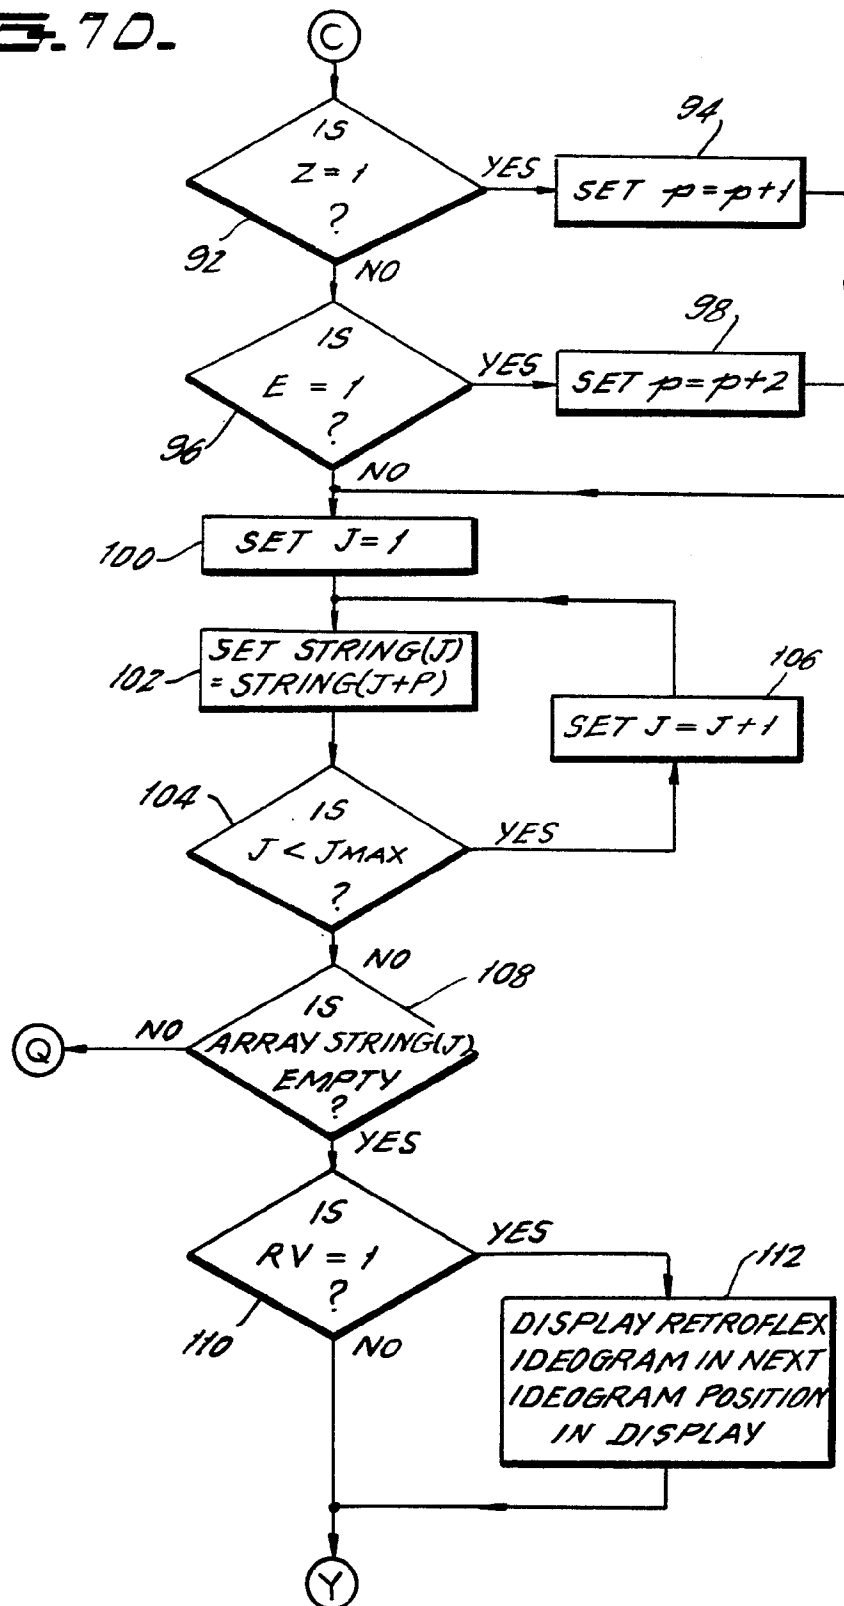 G.7D.
C
IS
Z = 1
?
92
YES
94
SET p=p+1
NO
IS
E = 1
?
96
YES
98
SET p=p+2
NO
100
SET J=1
102
SET STRING(J)
=STRING(J+P)
106
SET J=J+1
104
IS
J < JMAX
?
YES
NO
108
IS
ARRAY STRING(J)
EMPTY
?
NO
Q
YES
IS
RV = 1
?
110
YES
112
DISPLAY RETROFLEX
IDEOGRAM IN NEXT
IDEOGRAM POSITION
IN DISPLAY
NO
Y